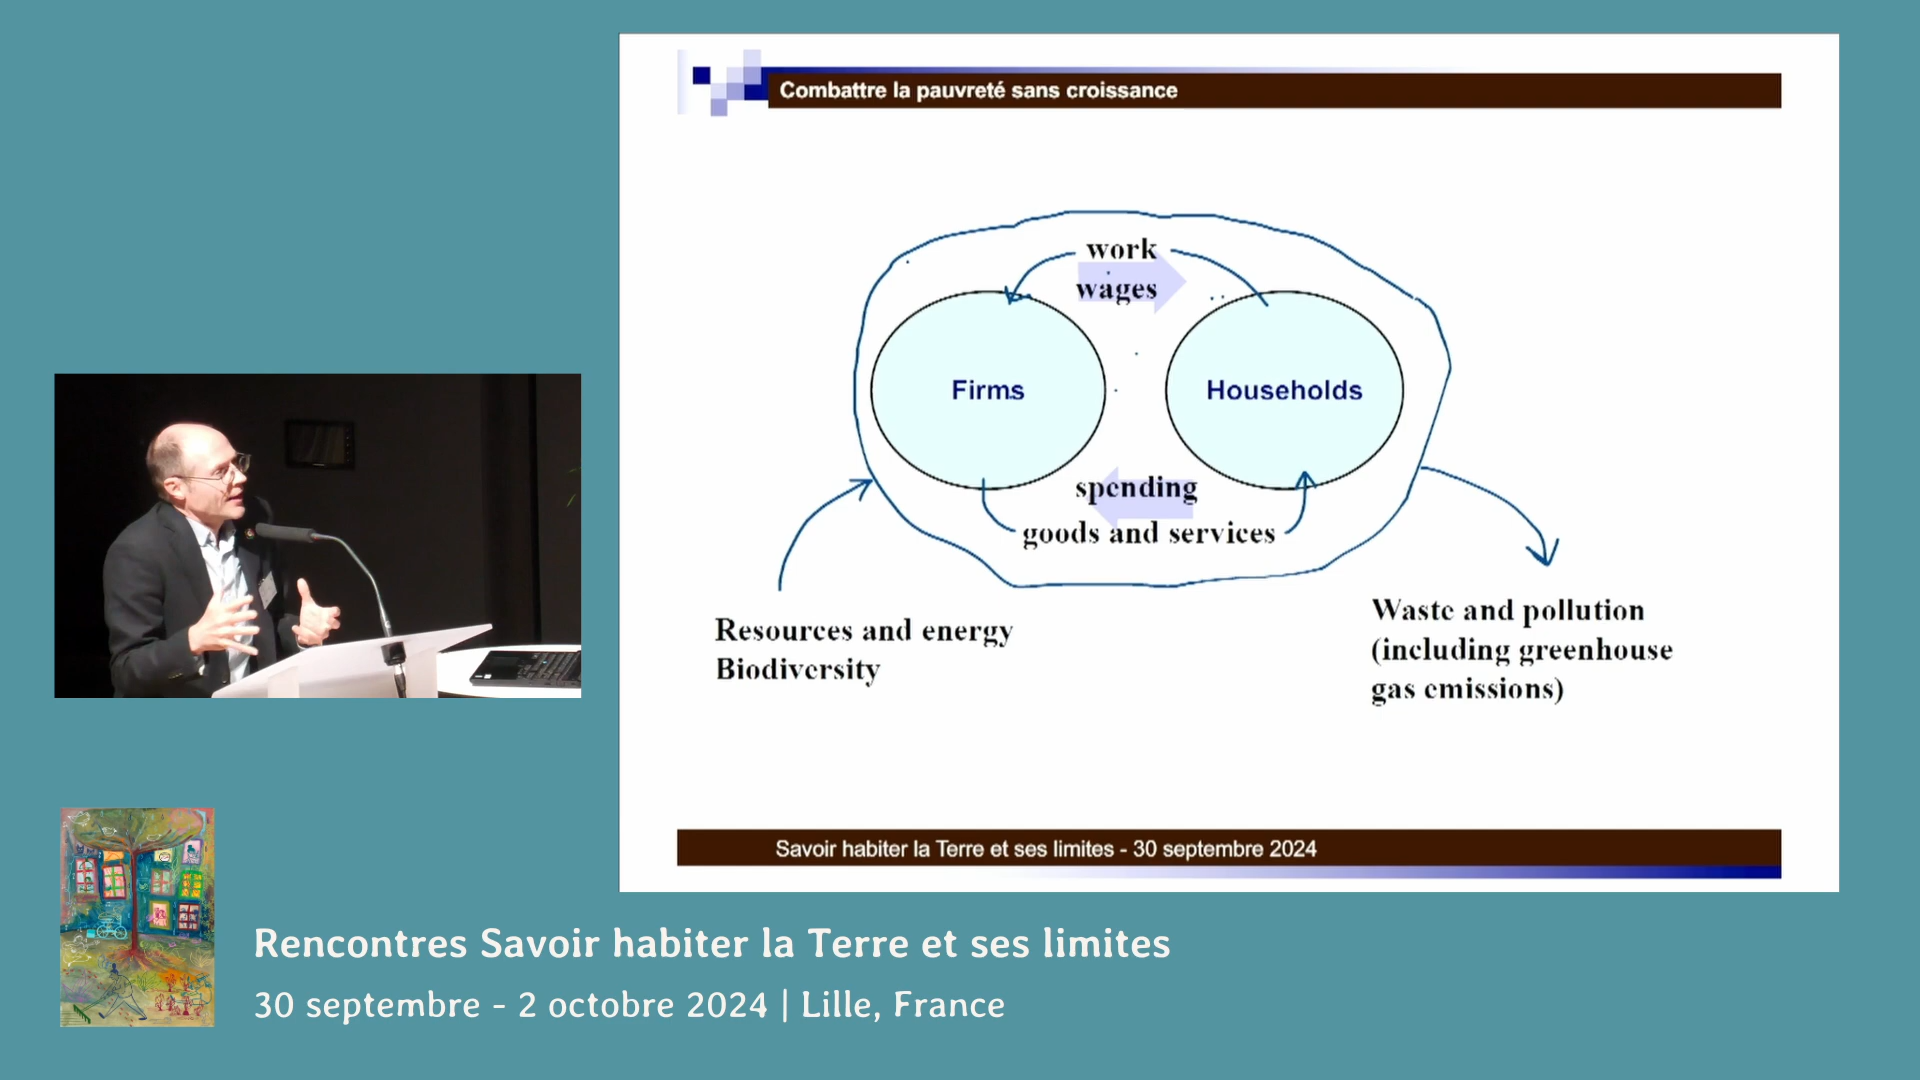 Combattre la pauvreté sans croissance
work
wages
Firms
Households
spending
goods and services
Resources and energy
Biodiversity
Waste and pollution
(including greenhouse
gas emissions)
Savoir habiter la Terre et ses limites - 30 septembre 2024
Rencontres Savoir habiter la Terre et ses limites
30 septembre - 2 octobre 2024 | Lille, France